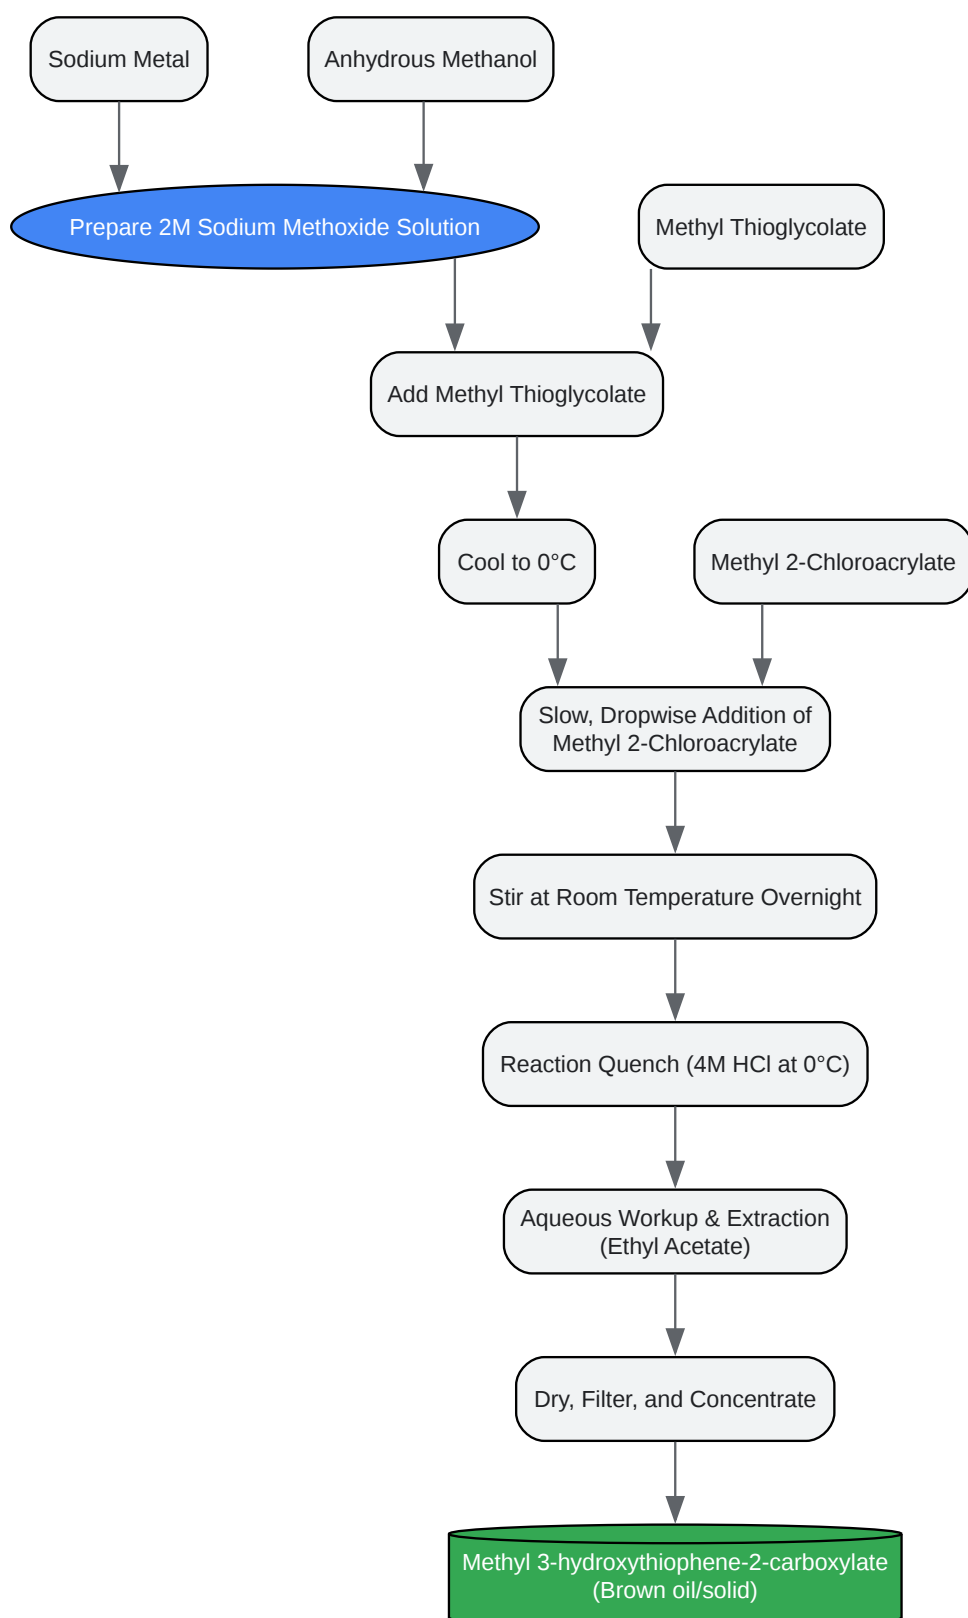 Sodium Metal
Anhydrous Methanol
Prepare 2M Sodium Methoxide Solution
Methyl Thioglycolate
Add Methyl Thioglycolate
Cool to 0°C
Methyl 2-Chloroacrylate
Slow, Dropwise Addition of
Methyl 2-Chloroacrylate
Stir at Room Temperature Overnight
Reaction Quench (4M HCl at 0°C)
Aqueous Workup & Extraction
(Ethyl Acetate)
Dry, Filter, and Concentrate
Methyl 3-hydroxythiophene-2-carboxylate
(Brown oil/solid)